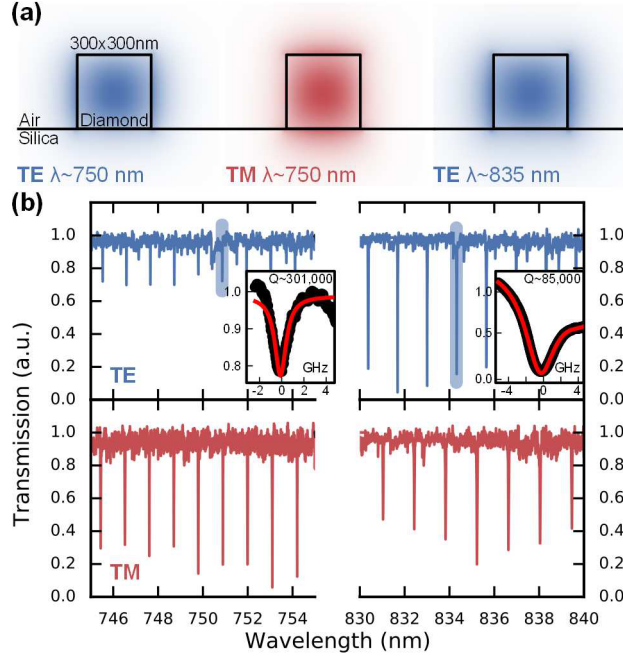 (a)
300x300nm
Air
Diamond
Silica
TE λ~750 nm
TM λ~750 nm
TE λ~835 nm
(b)
Transmission (a.u.)
1.0
0.8
0.6
0.4
0.2
0.0
TE
Q~301,000
1.0
0.9
0.8
GHz
-2 0 2 4
1.0
0.8
0.6
0.4
0.2
0.0
Q~85,000
1.0
0.5
0.0
GHz
-4 0 4
1.0
0.8
0.6
0.4
0.2
0.0
TM
1.0
0.8
0.6
0.4
0.2
0.0
746 748 750 752 754
830 832 834 836 838 840
Wavelength (nm)